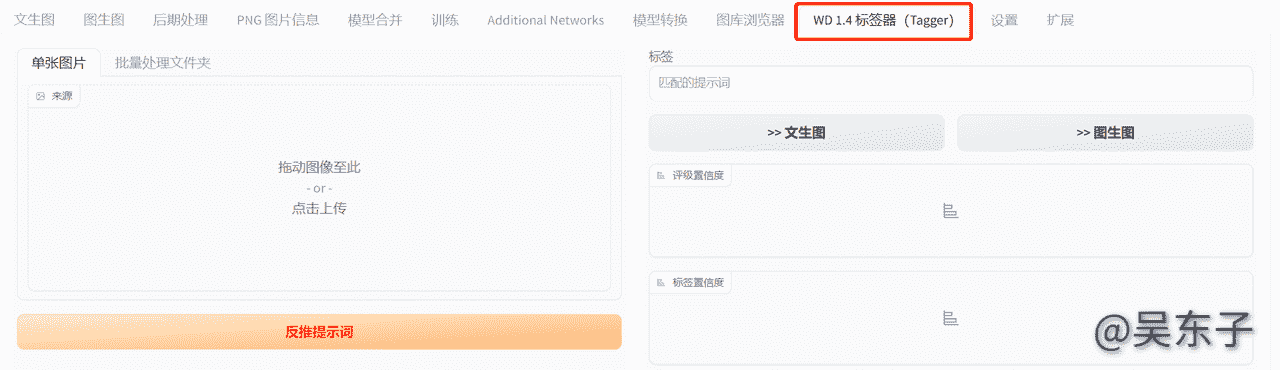 文生图 图生图 后期处理 PNG 图片信息 模型合并 训练 Additional Networks 模型转换 图库浏览器 WD 1.4 标签器（Tagger） 设置 扩展
单张图片 批量处理文件夹
来源
拖动图像至此
- or -
点击上传
反推提示词
标签
匹配的提示词
>> 文生图 >> 图生图
评级置信度
标签置信度
@吴东子